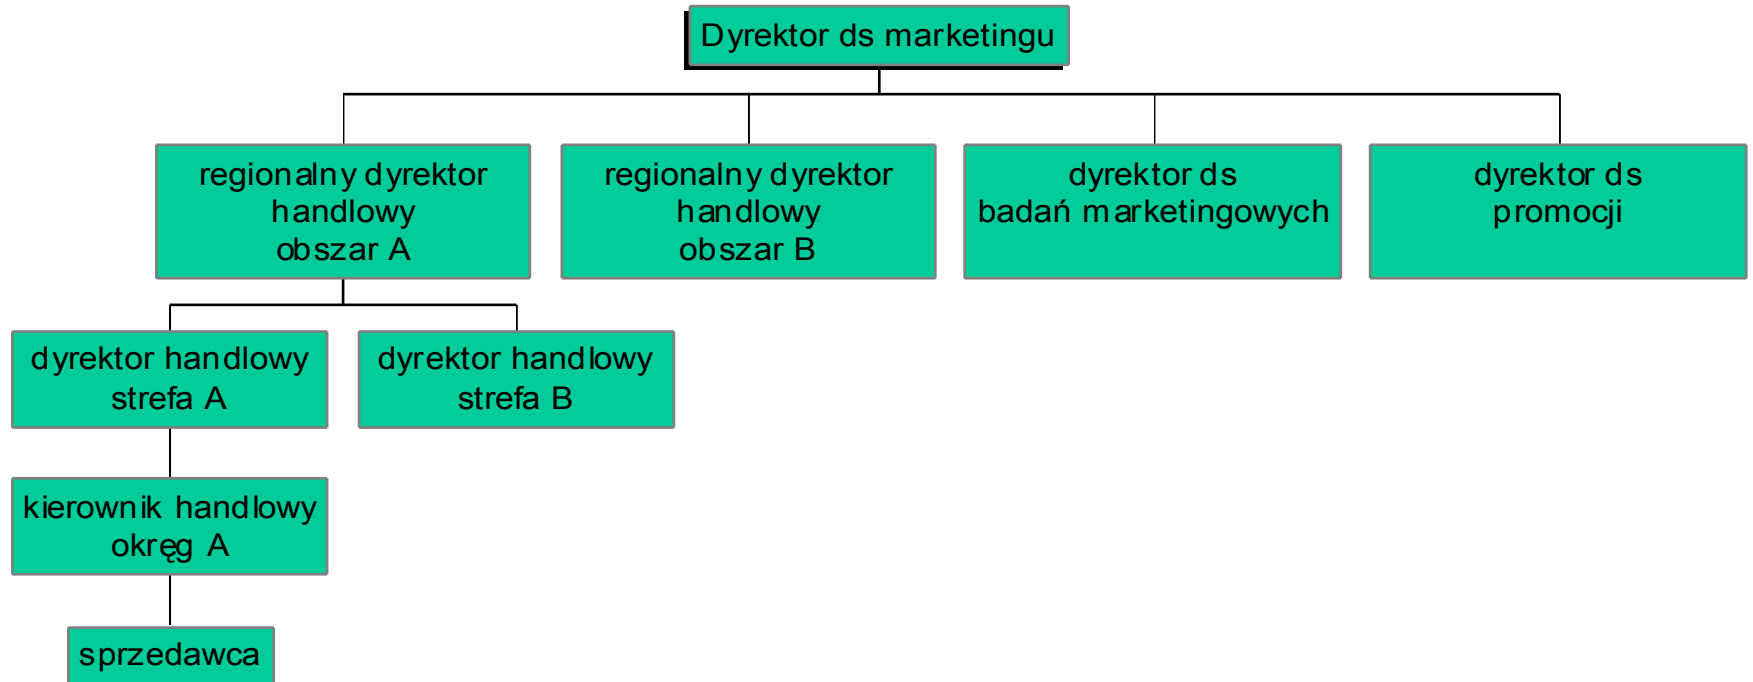 Dyrektor ds marketingu
regionalny dyrektor
handlowy
obszar A
regionalny dyrektor
handlowy
obszar B
dyrektor ds
badań marketingowych
dyrektor ds
promocji
dyrektor handlowy
strefa A
dyrektor handlowy
strefa B
kierownik handlowy
okręg A
sprzedawca